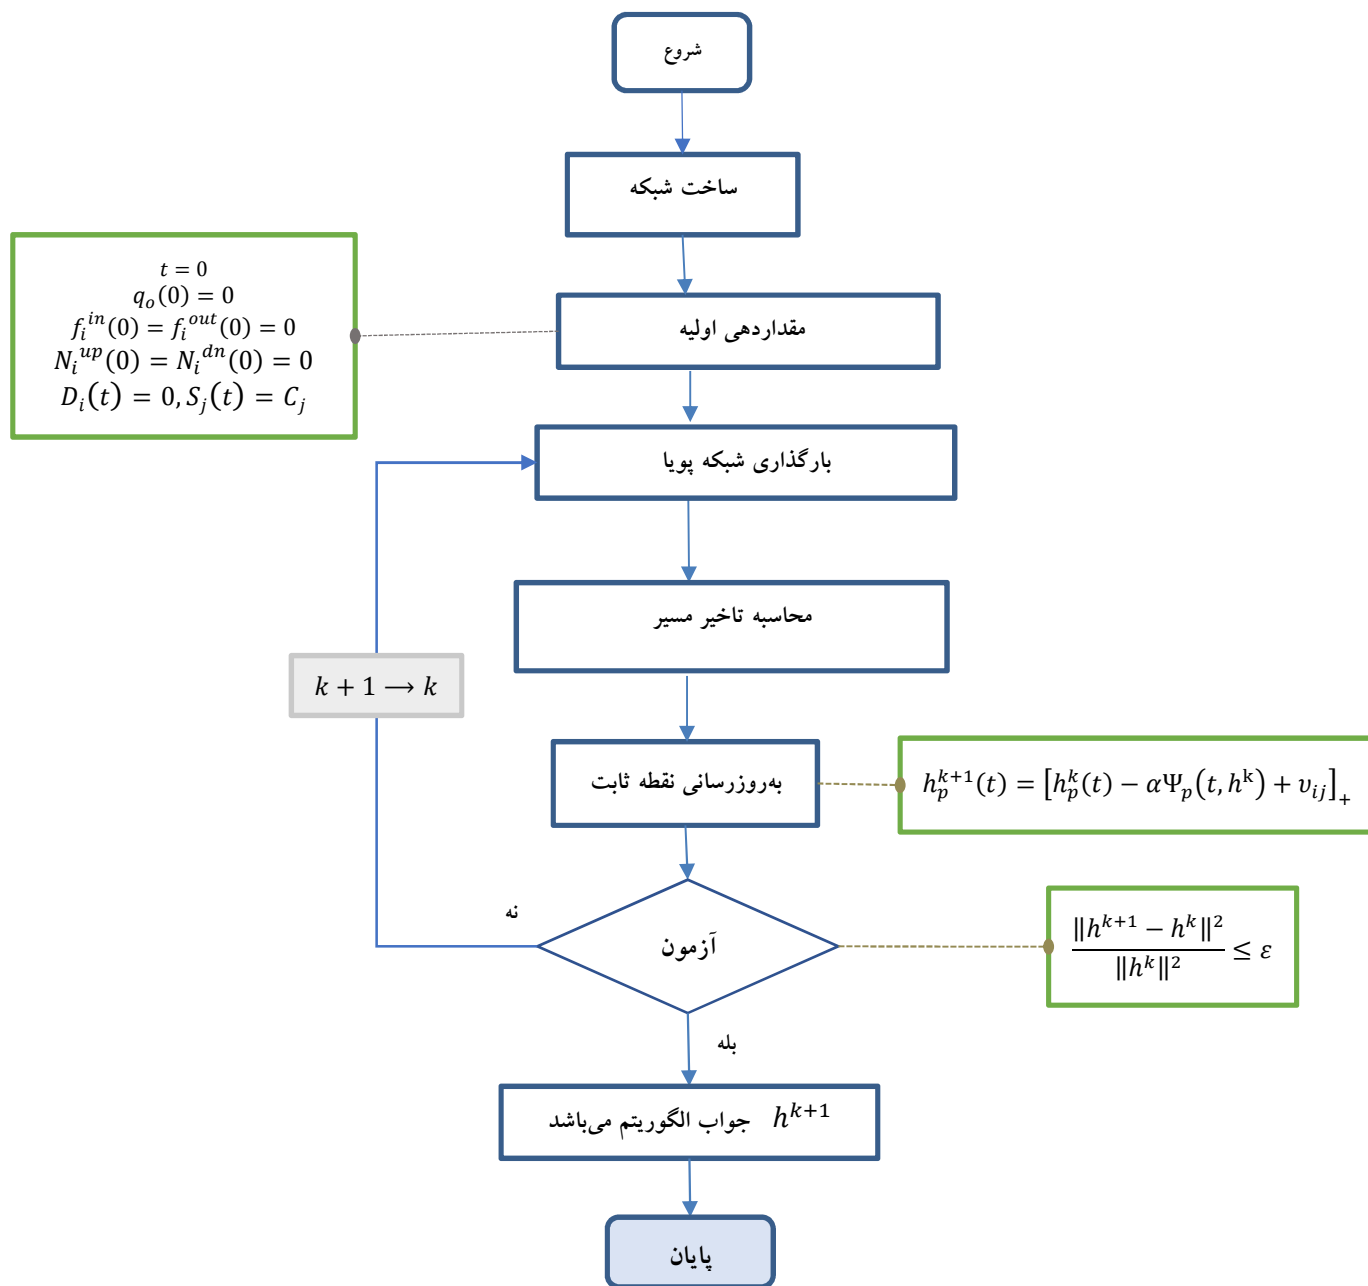 شروع
ساخت شبکه
مقداردهی اولیه
t = 0
q_o(0) = 0
f_i^{in}(0) = f_i^{out}(0) = 0
N_i^{up}(0) = N_i^{dn}(0) = 0
D_i(t) = 0, S_j(t) = C_j
بارگذاری شبکه پویا
محاسبه تاخیر مسیر
k + 1 ⟶ k
به‌روزرسانی نقطه ثابت
h_p^{k+1}(t) = [h_p^k(t) − αΨ_p(t, h^k) + υ_{ij}]_+
آزمون
نه
‖h^{k+1} − h^k‖^2 / ‖h^k‖^2 ≤ ε
بله
h^{k+1} جواب الگوریتم می‌باشد
پایان